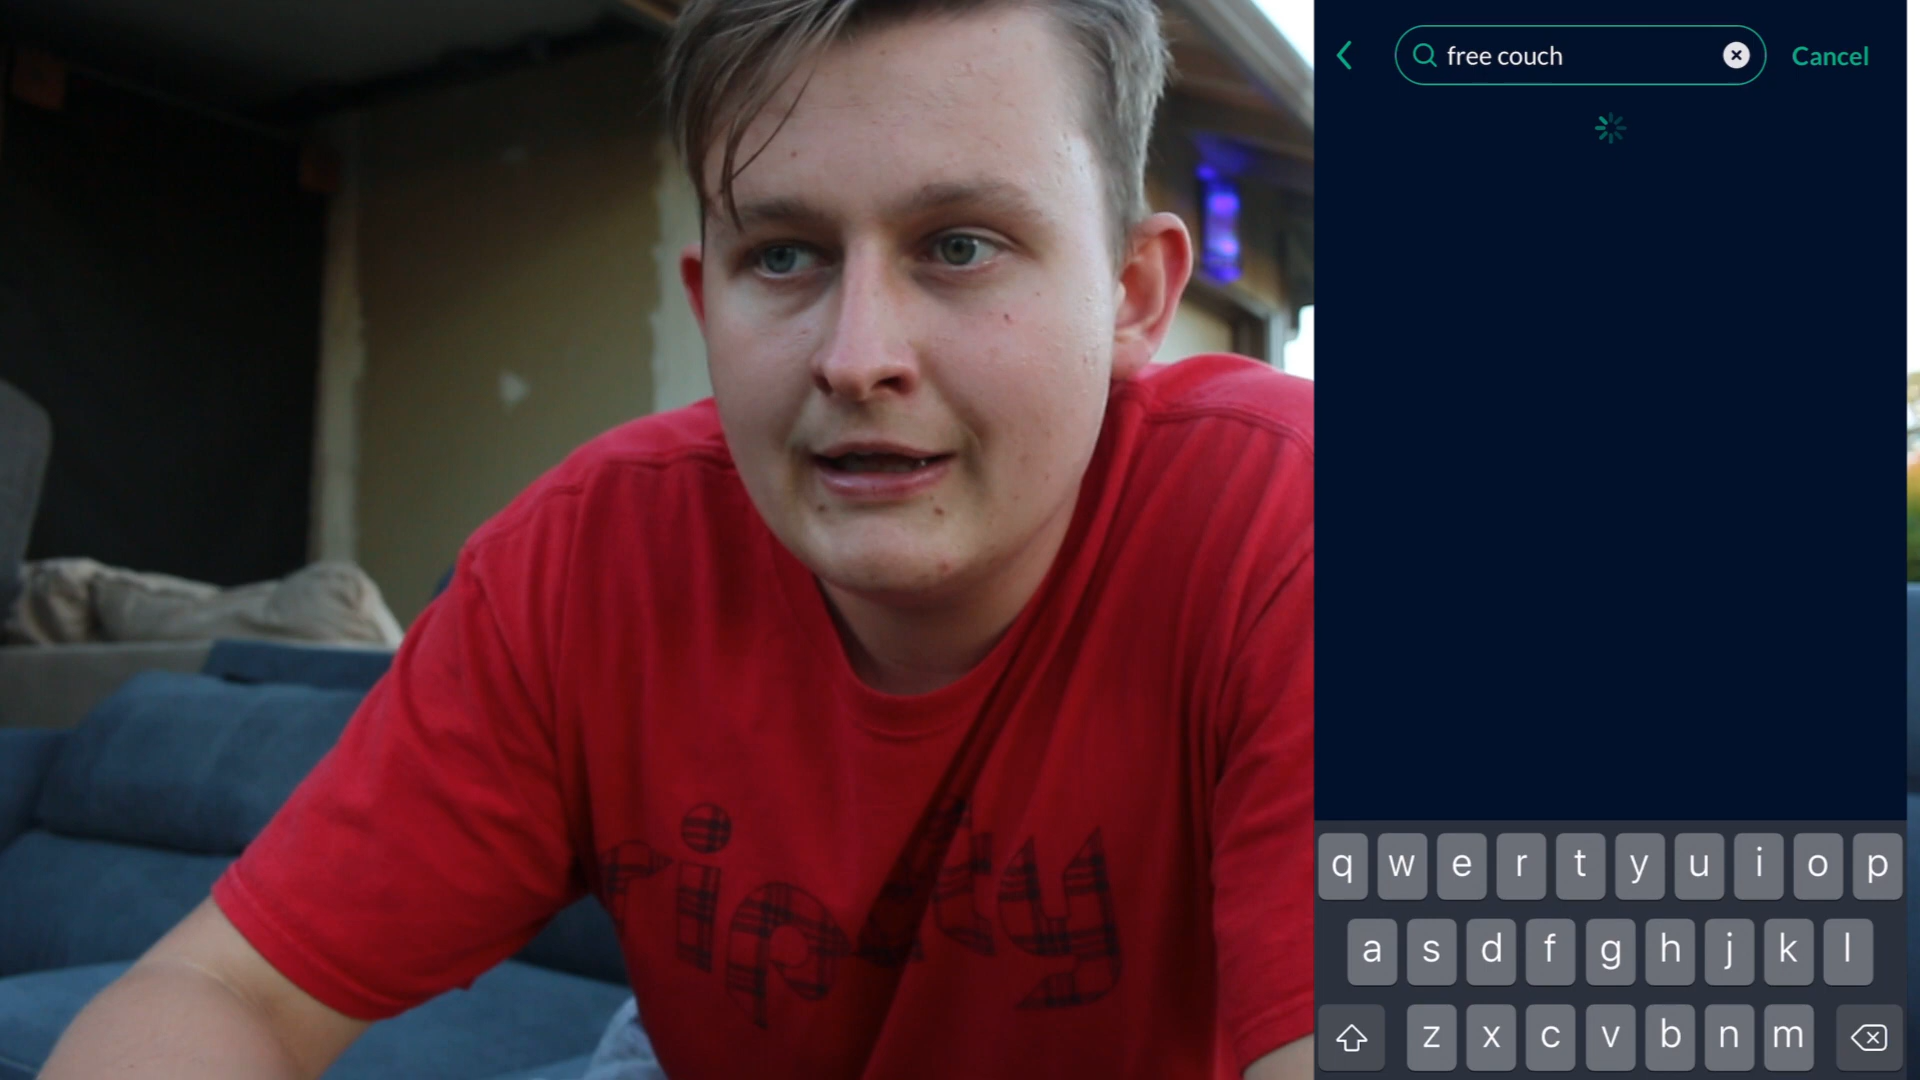 free couch
Cancel
q w e r t y u i o p
a s d f g h j k l
z x c v b n m